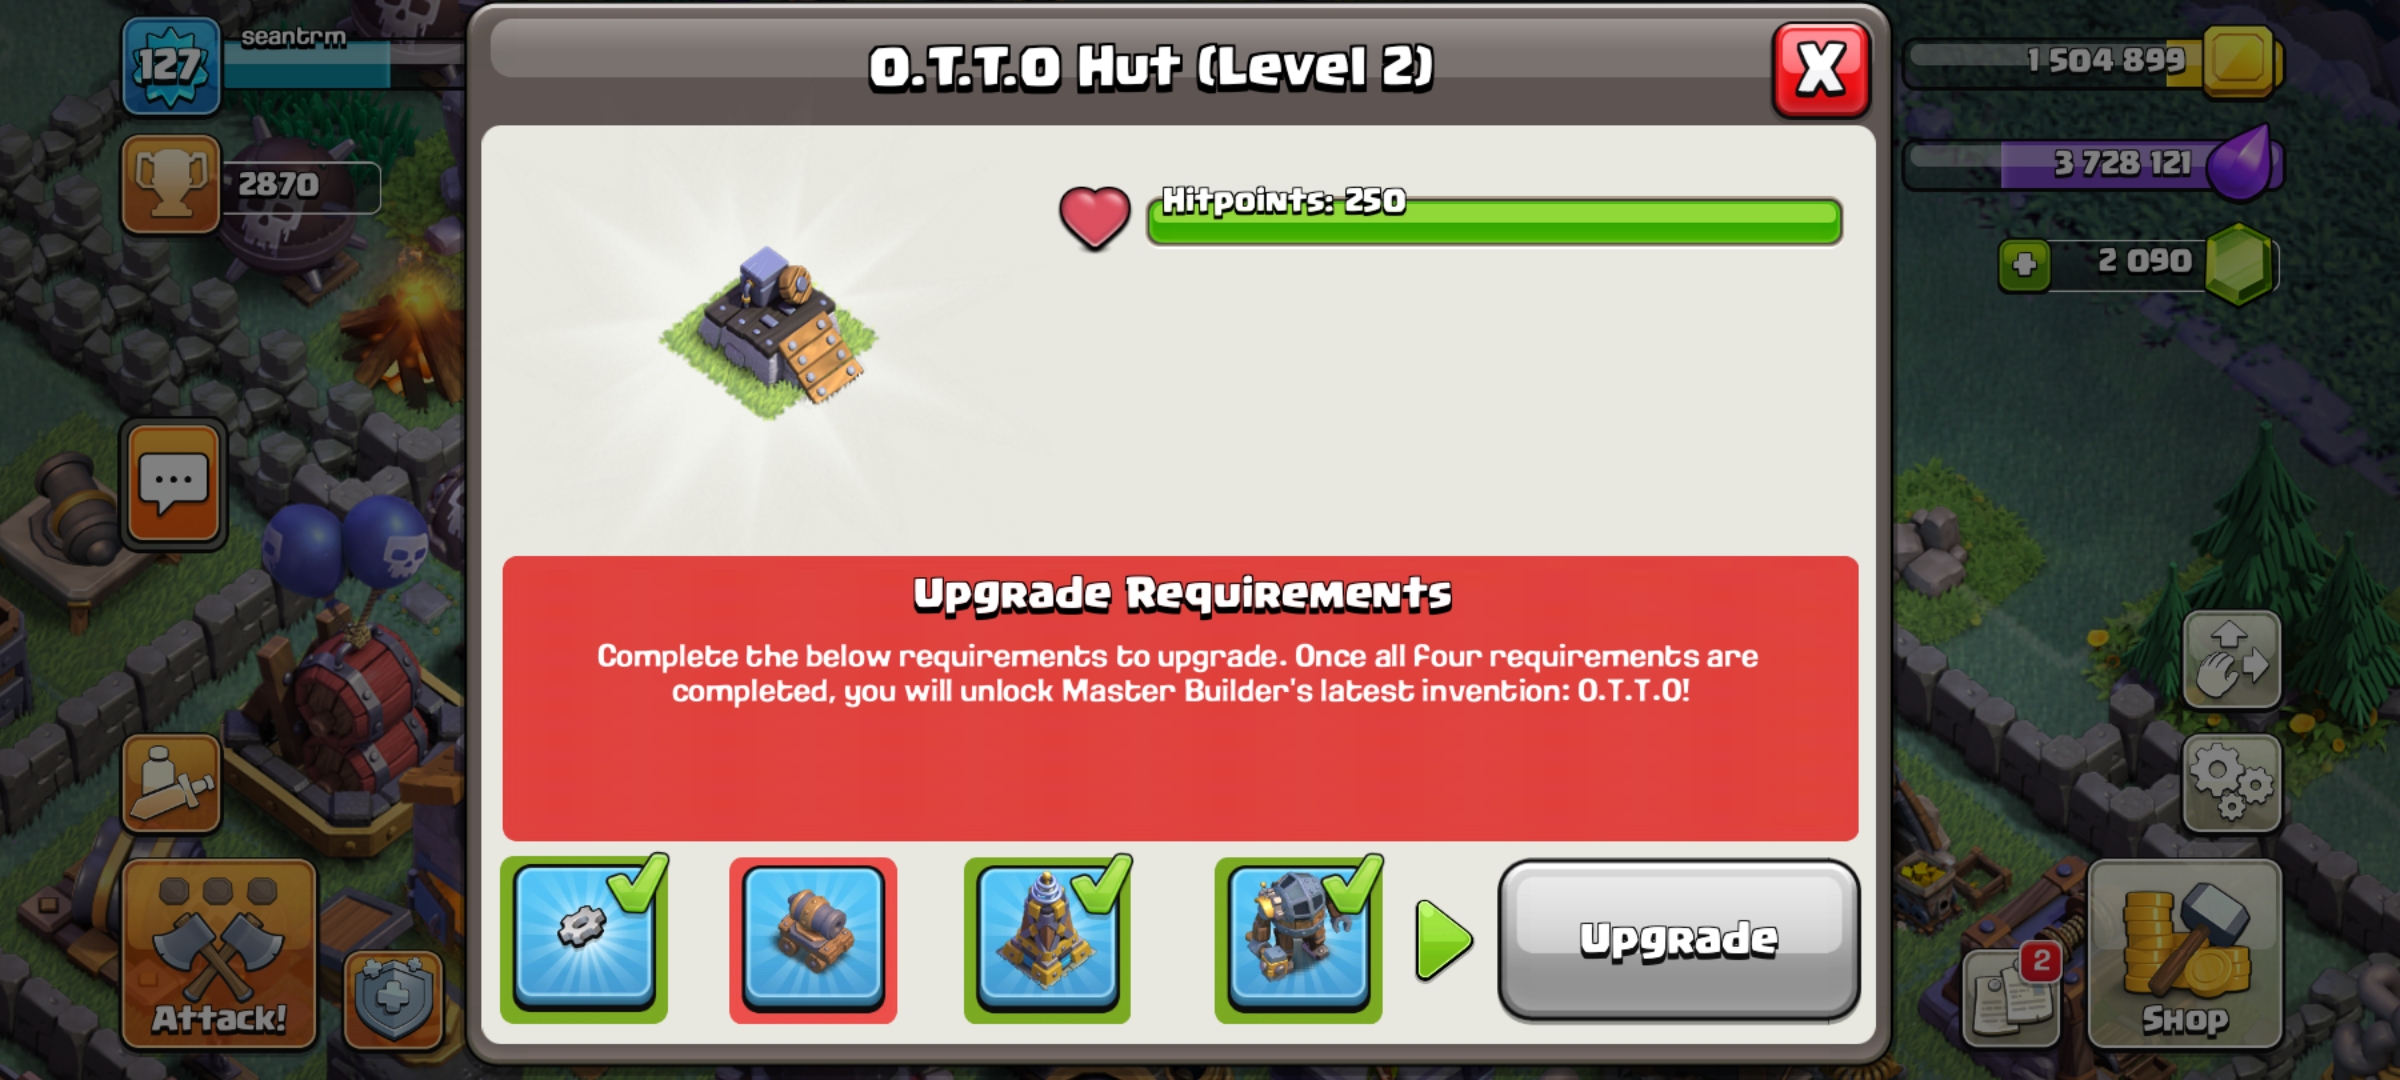 127
seantrm
O.T.T.O Hut (Level 2)
X
1 504 899
2870
3 728 121
Hitpoints: 250
2 090
Upgrade Requirements
Complete the below requirements to upgrade. Once all four requirements are
completed, you will unlock Master Builder's latest invention: O.T.T.O!
Upgrade
2
Attack!
Shop